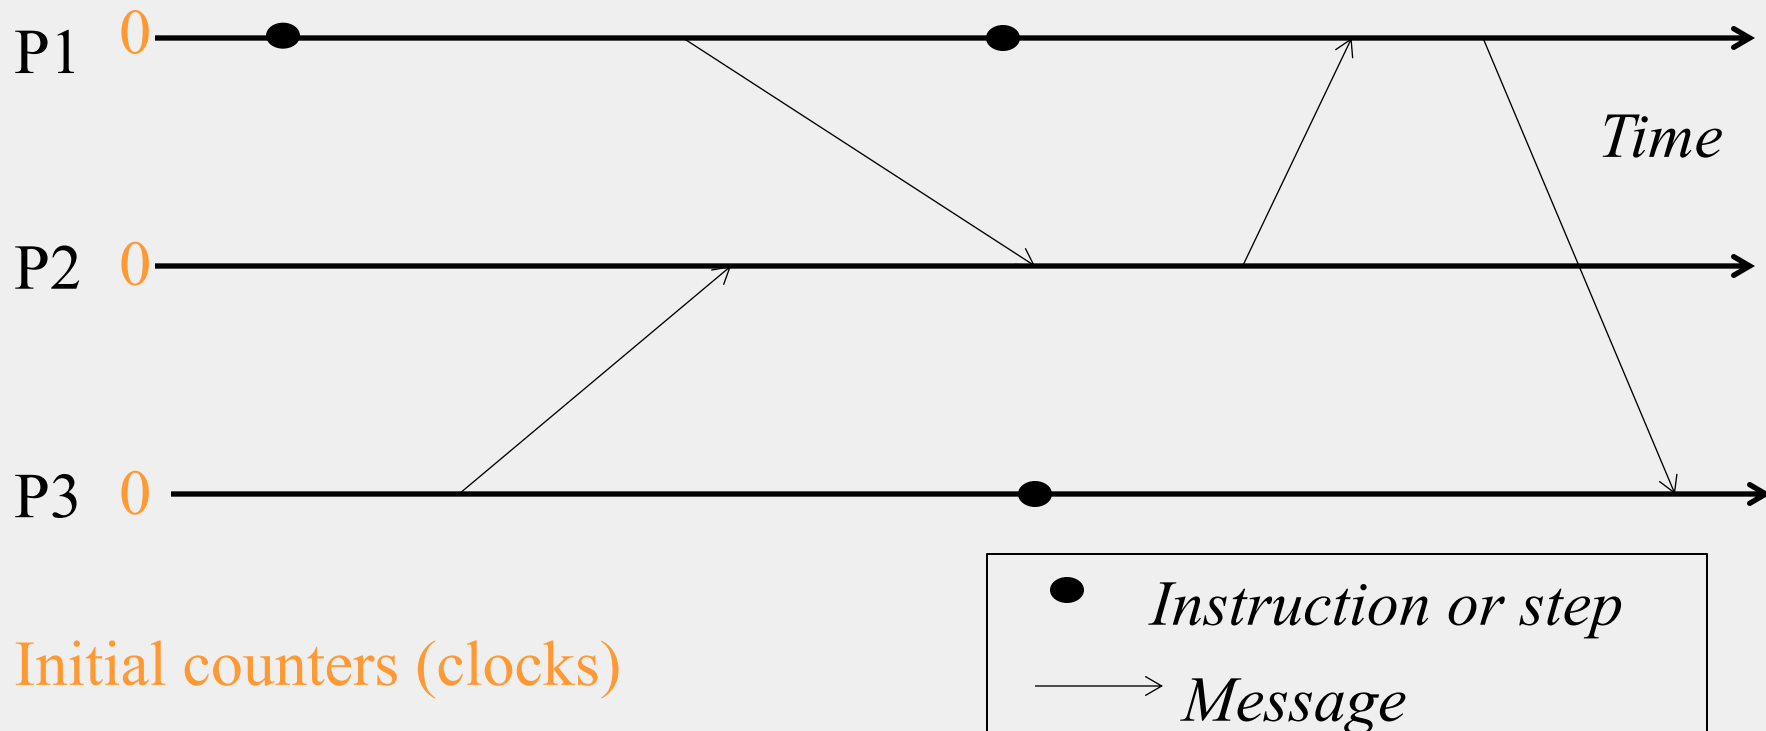 P1 0
Time
P2 0
P3 0
Instruction or step
Initial counters (clocks)
Message